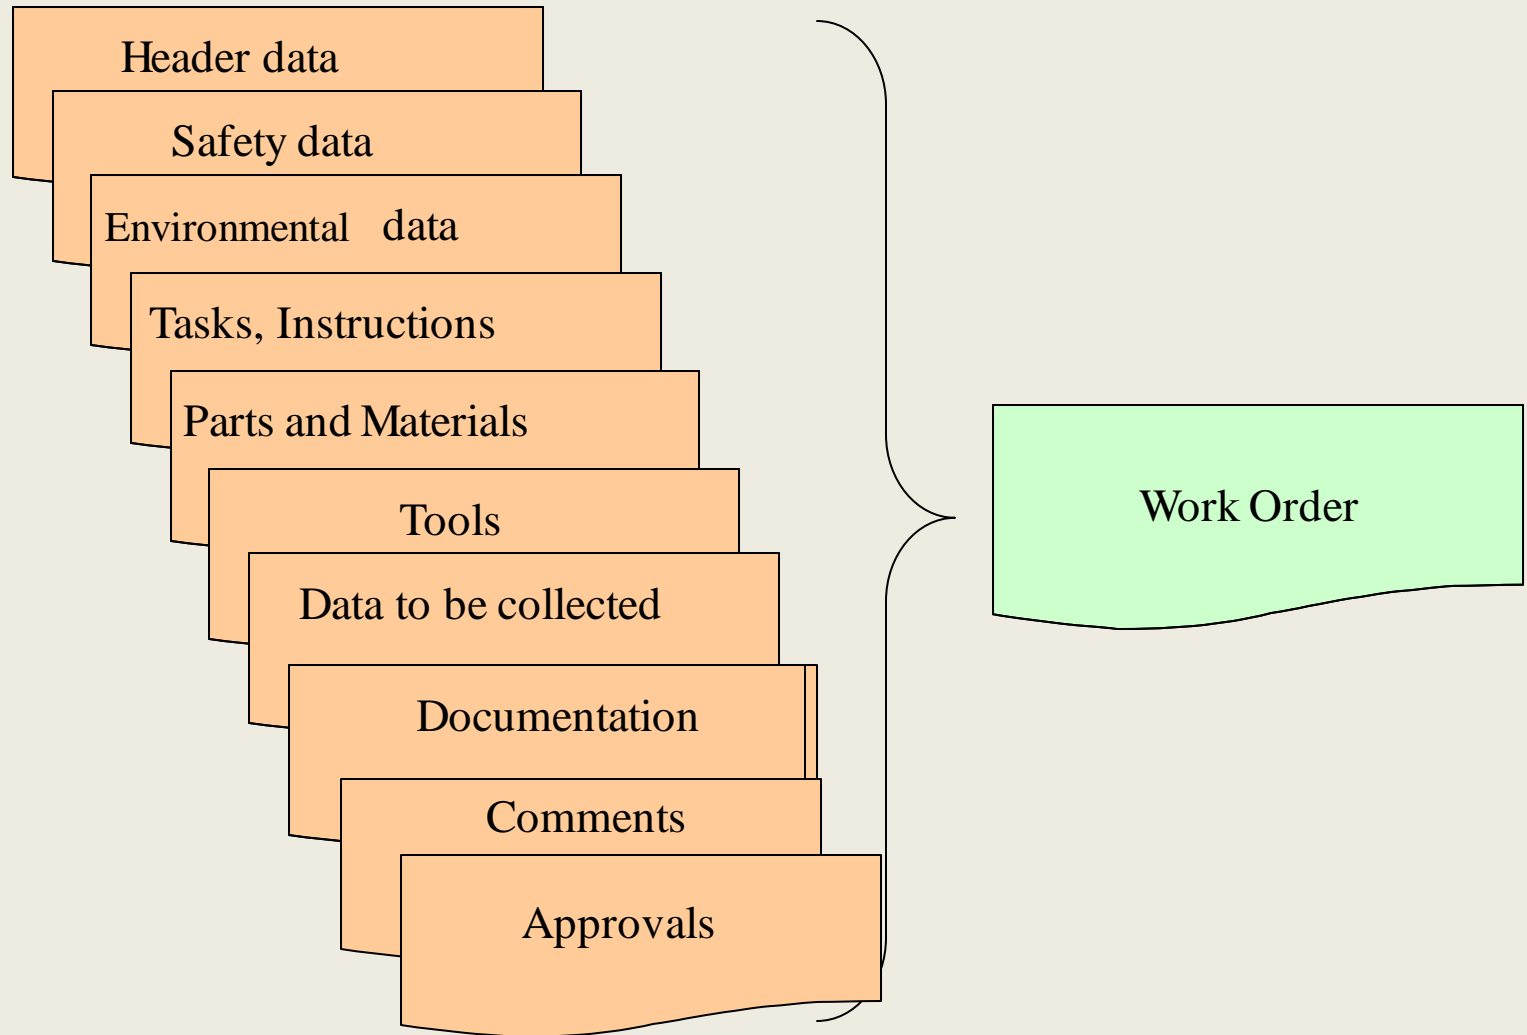 Header data
Safety data
Environmental data
Tasks, Instructions
Parts and Materials
Tools
Data to be collected
Documentation
Comments
Approvals
Work Order